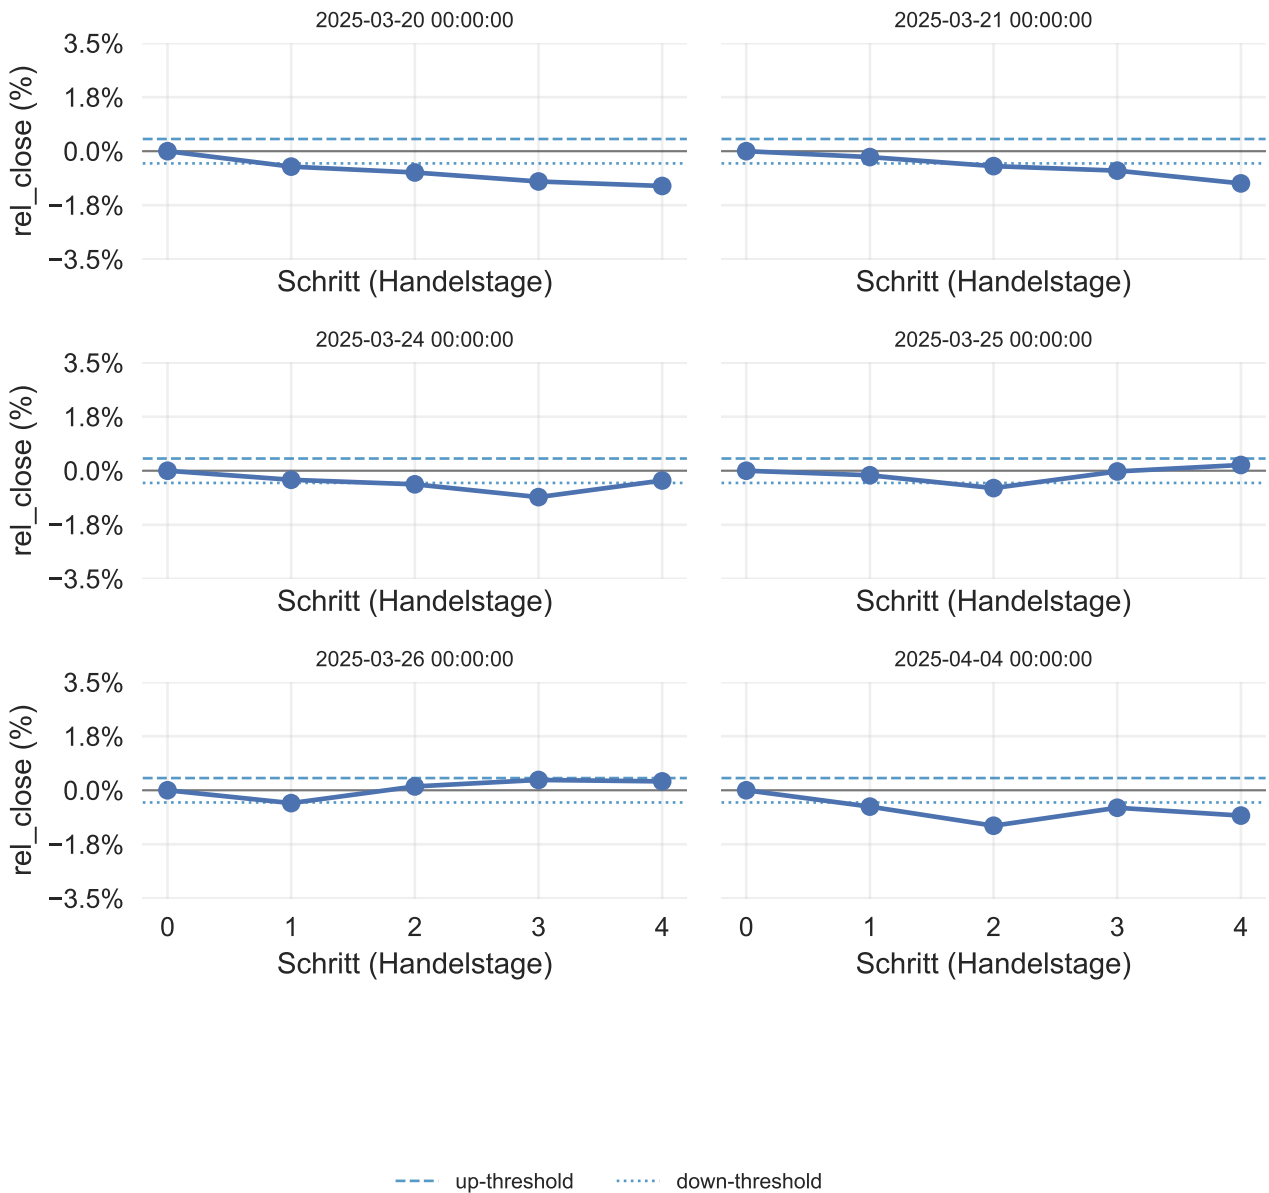 2025-03-20 00:00:00
2025-03-21 00:00:00
3.5%
1.8%
0.0%
−1.8%
−3.5%
rel_close (%)
Schritt (Handelstage)
Schritt (Handelstage)
2025-03-24 00:00:00
2025-03-25 00:00:00
3.5%
1.8%
0.0%
−1.8%
−3.5%
rel_close (%)
Schritt (Handelstage)
Schritt (Handelstage)
2025-03-26 00:00:00
2025-04-04 00:00:00
3.5%
1.8%
0.0%
−1.8%
−3.5%
rel_close (%)
0 1 2 3 4
0 1 2 3 4
Schritt (Handelstage)
Schritt (Handelstage)
up-threshold
down-threshold